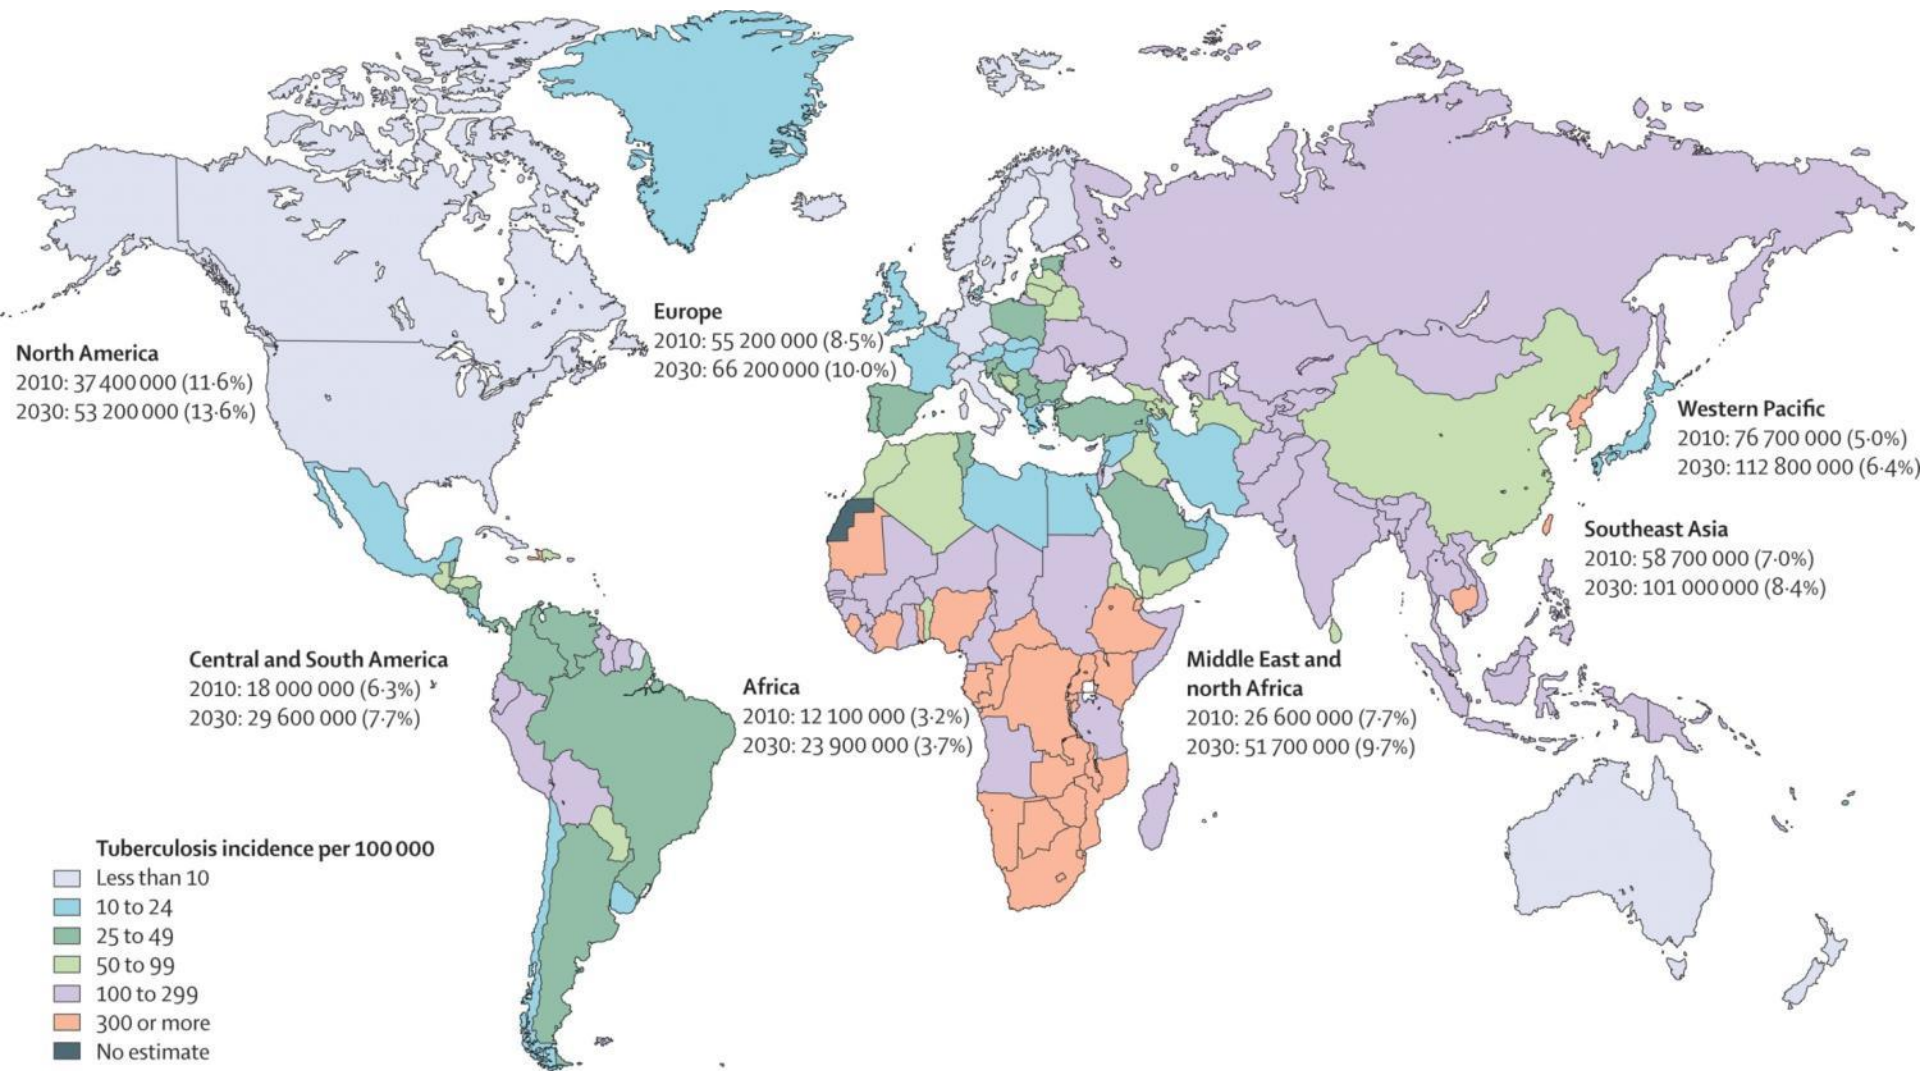 North America
2010: 37 400 000 (11·6%)
2030: 53 200 000 (13·6%)
Europe
2010: 55 200 000 (8·5%)
2030: 66 200 000 (10·0%)
Western Pacific
2010: 76 700 000 (5·0%)
2030: 112 800 000 (6·4%)
Southeast Asia
2010: 58 700 000 (7·0%)
2030: 101 000 000 (8·4%)
Central and South America
2010: 18 000 000 (6·3%)
2030: 29 600 000 (7·7%)
Africa
2010: 12 100 000 (3·2%)
2030: 23 900 000 (3·7%)
Middle East and
north Africa
2010: 26 600 000 (7·7%)
2030: 51 700 000 (9·7%)
Tuberculosis incidence per 100 000
Less than 10
10 to 24
25 to 49
50 to 99
100 to 299
300 or more
No estimate